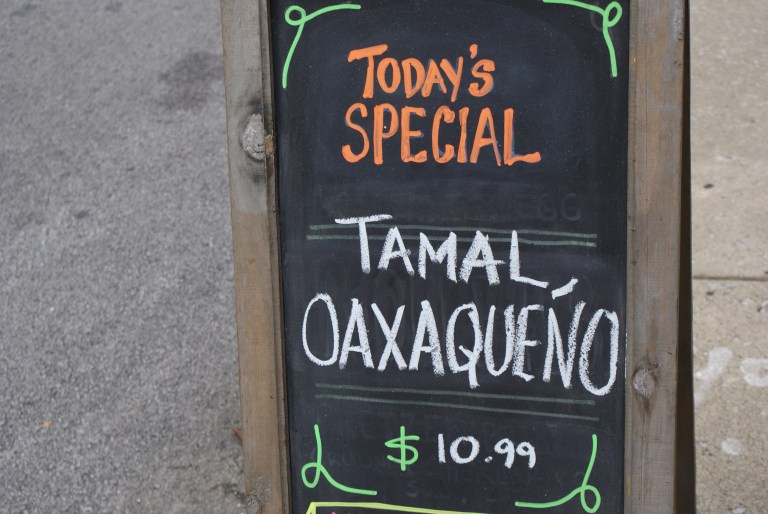 TODAY'S
SPECIAL
TAMAL
OAXAQUEÑO
$10.99